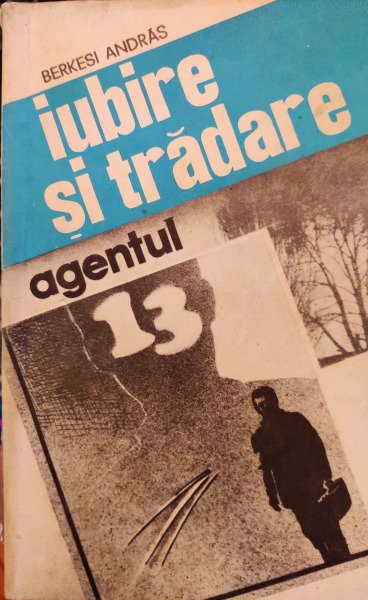 BERKESI ANDRÁS
iubire
și trădare
agentul
13